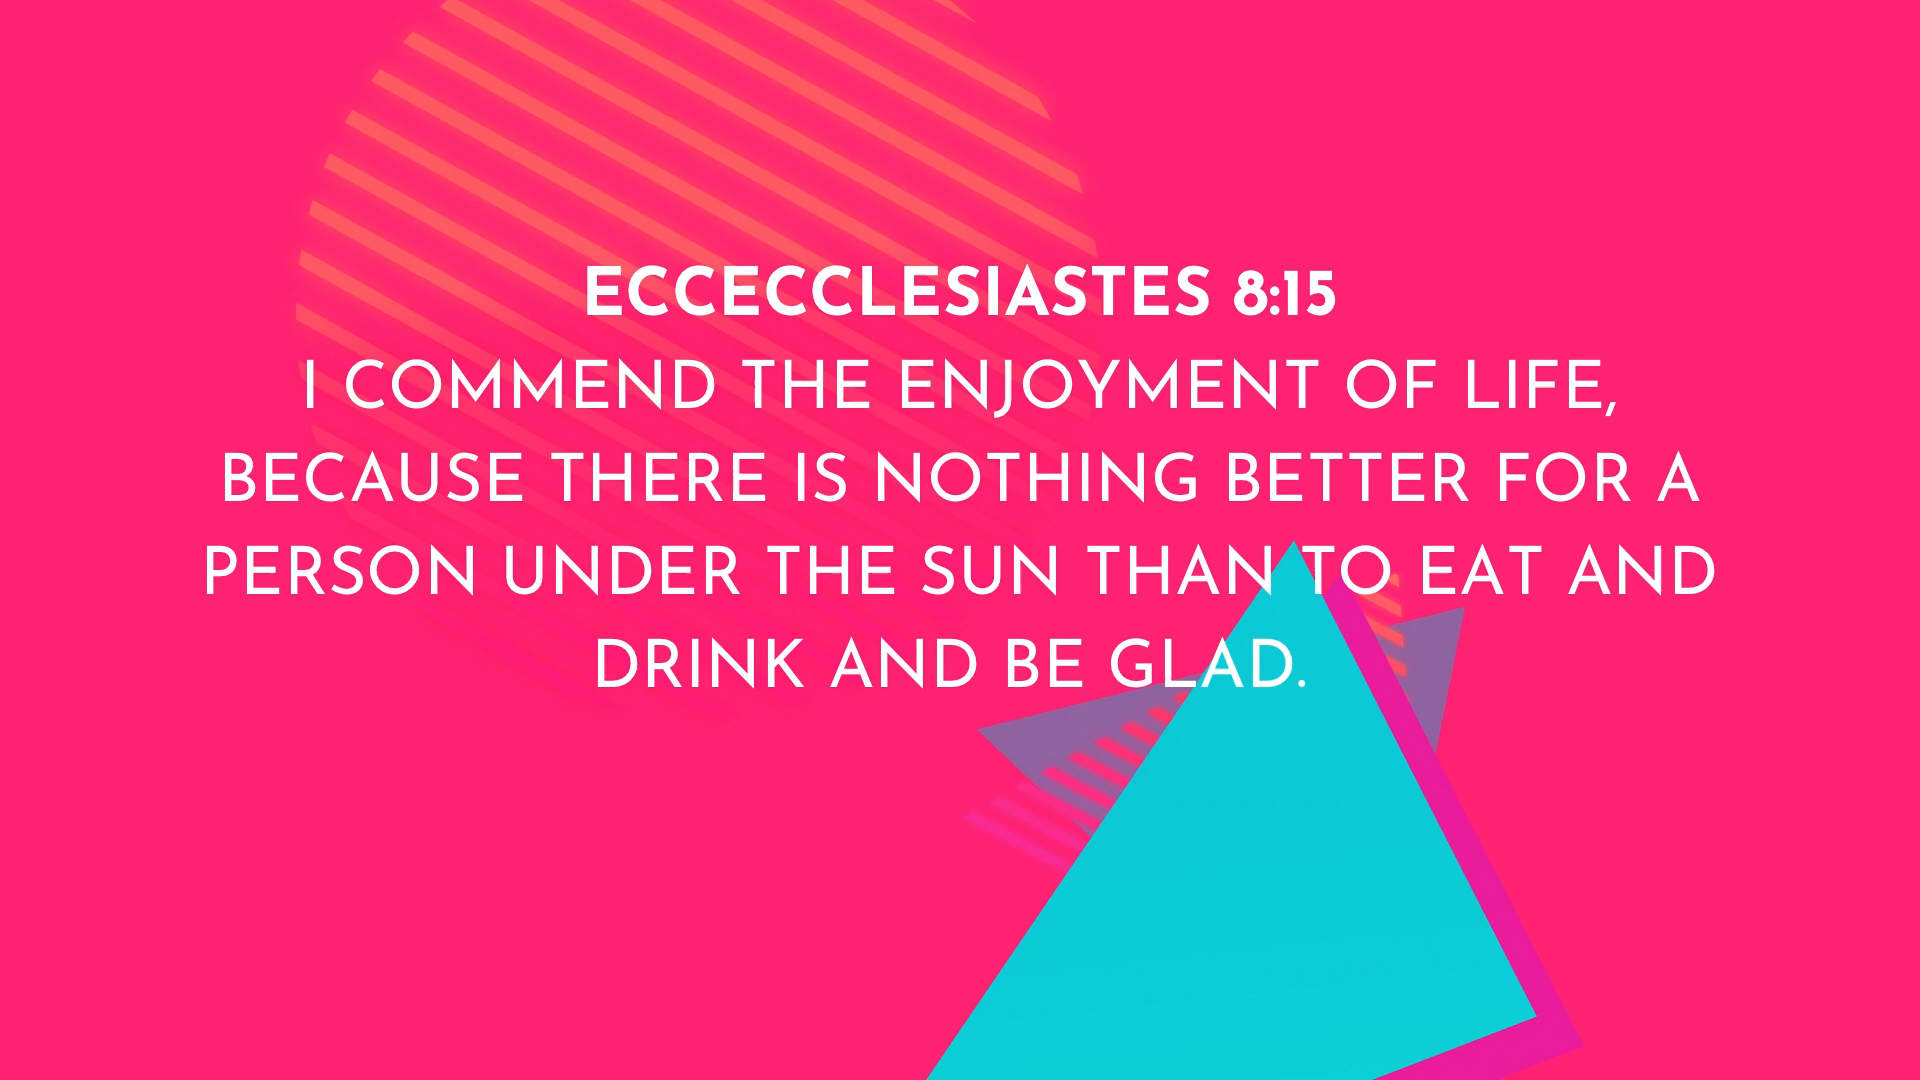 ECCECCLESIASTES 8:15
I COMMEND THE ENJOYMENT OF LIFE,
BECAUSE THERE IS NOTHING BETTER FOR A
PERSON UNDER THE SUN THAN TO EAT AND
DRINK AND BE GLAD.